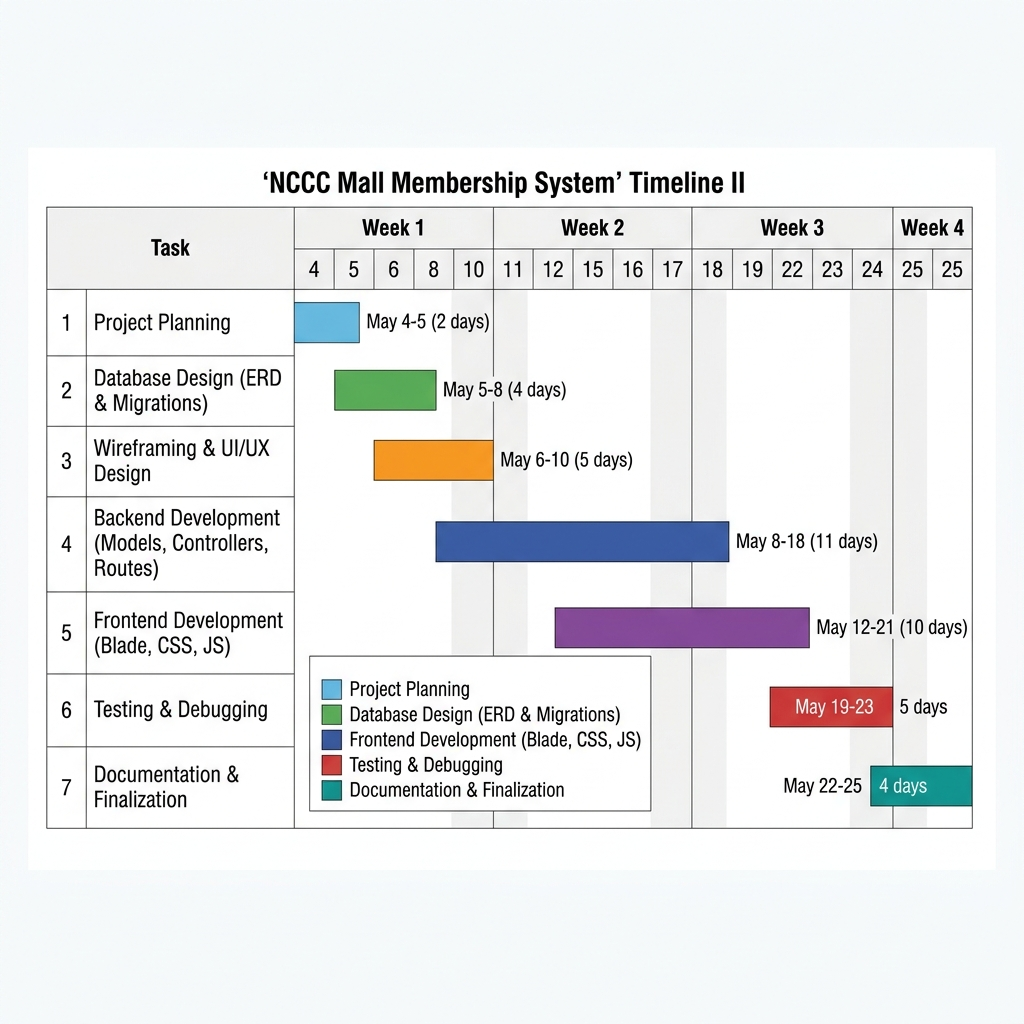 ‘NCCC Mall Membership System’ Timeline II
Task
Week 1
Week 2
Week 3
Week 4
4 5 6 8 10 11 12 15 16 17 18 19 22 23 24 25 25
1
Project Planning
May 4-5 (2 days)
2
Database Design (ERD
& Migrations)
May 5-8 (4 days)
3
Wireframing & UI/UX
Design
May 6-10 (5 days)
4
Backend Development
(Models, Controllers,
Routes)
May 8-18 (11 days)
5
Frontend Development
(Blade, CSS, JS)
May 12-21 (10 days)
6
Testing & Debugging
May 19-23
5 days
7
Documentation &
Finalization
May 22-25
4 days
Project Planning
Database Design (ERD & Migrations)
Frontend Development (Blade, CSS, JS)
Testing & Debugging
Documentation & Finalization